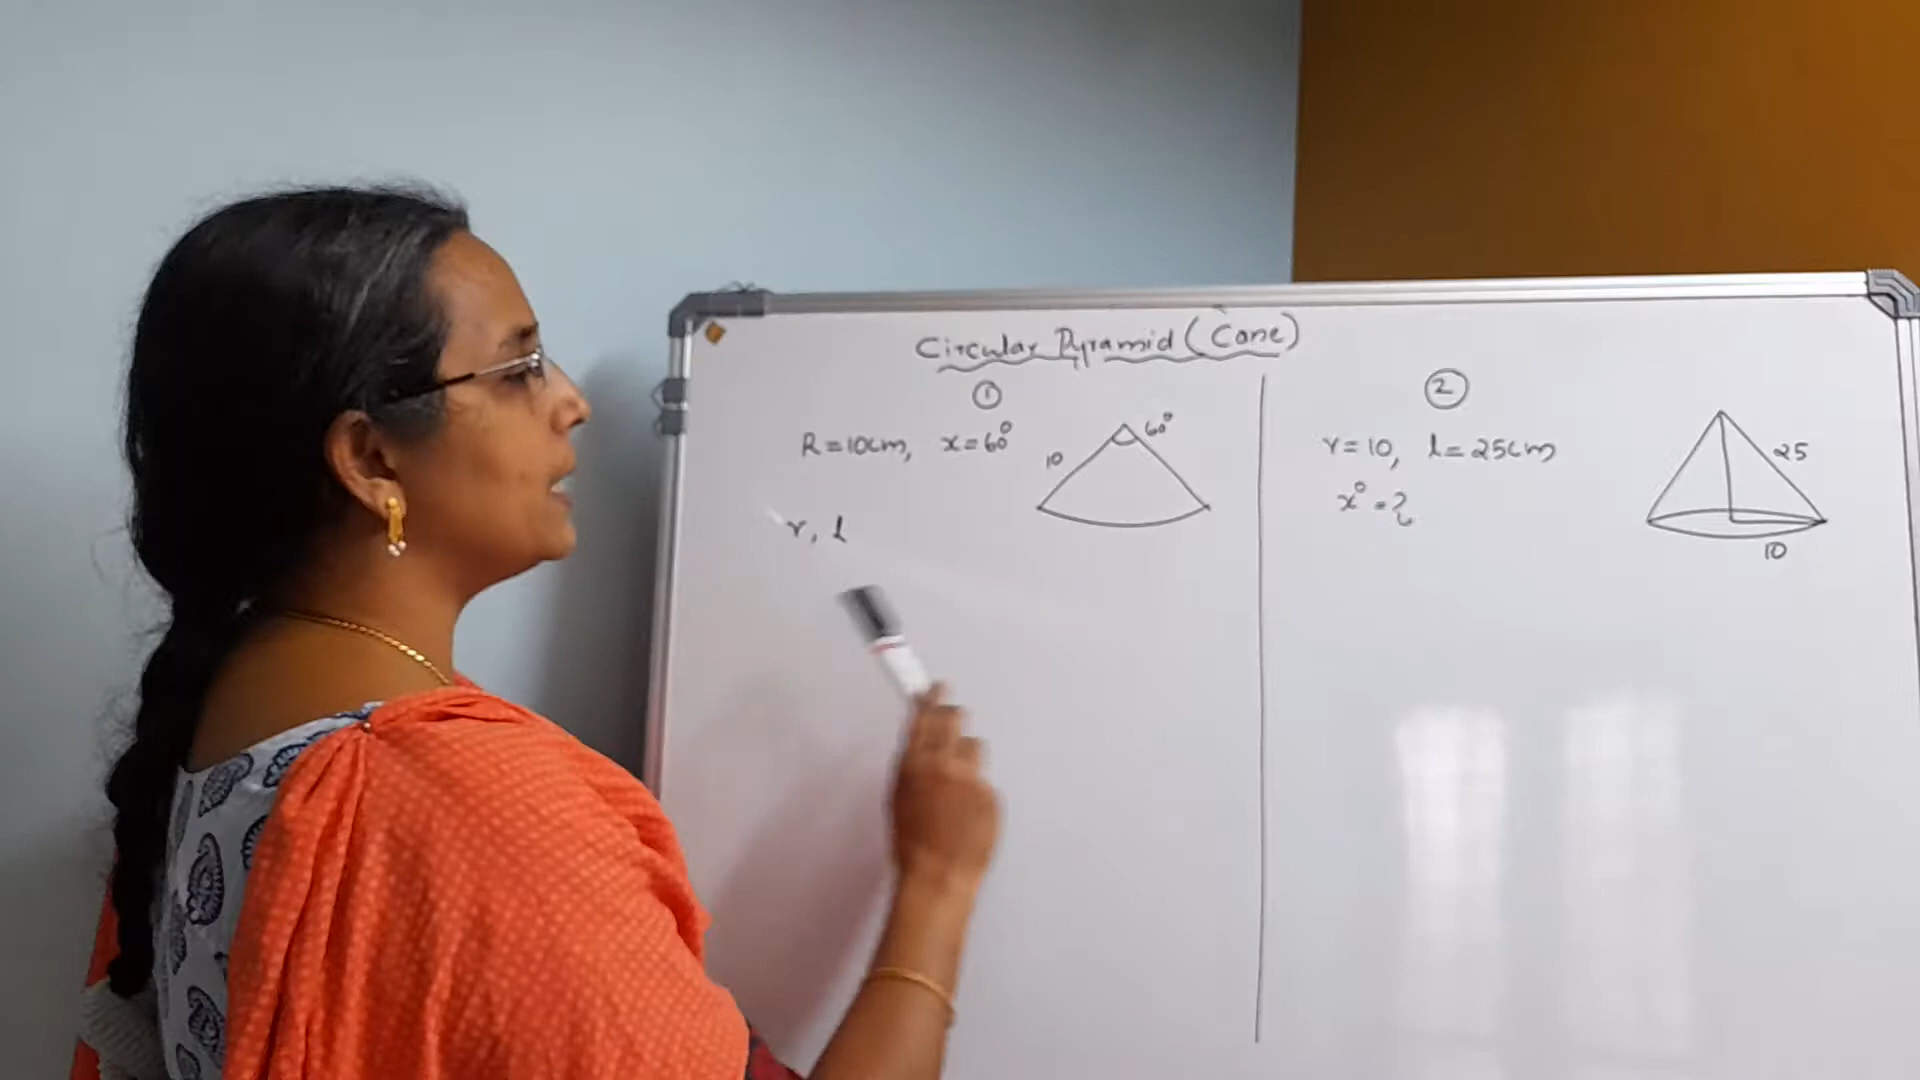 Circular Pyramid (Cone)
①
R = 10cm, x = 60°
10
60°
r, l
②
r = 10, l = 25cm
x° = ?
25
10